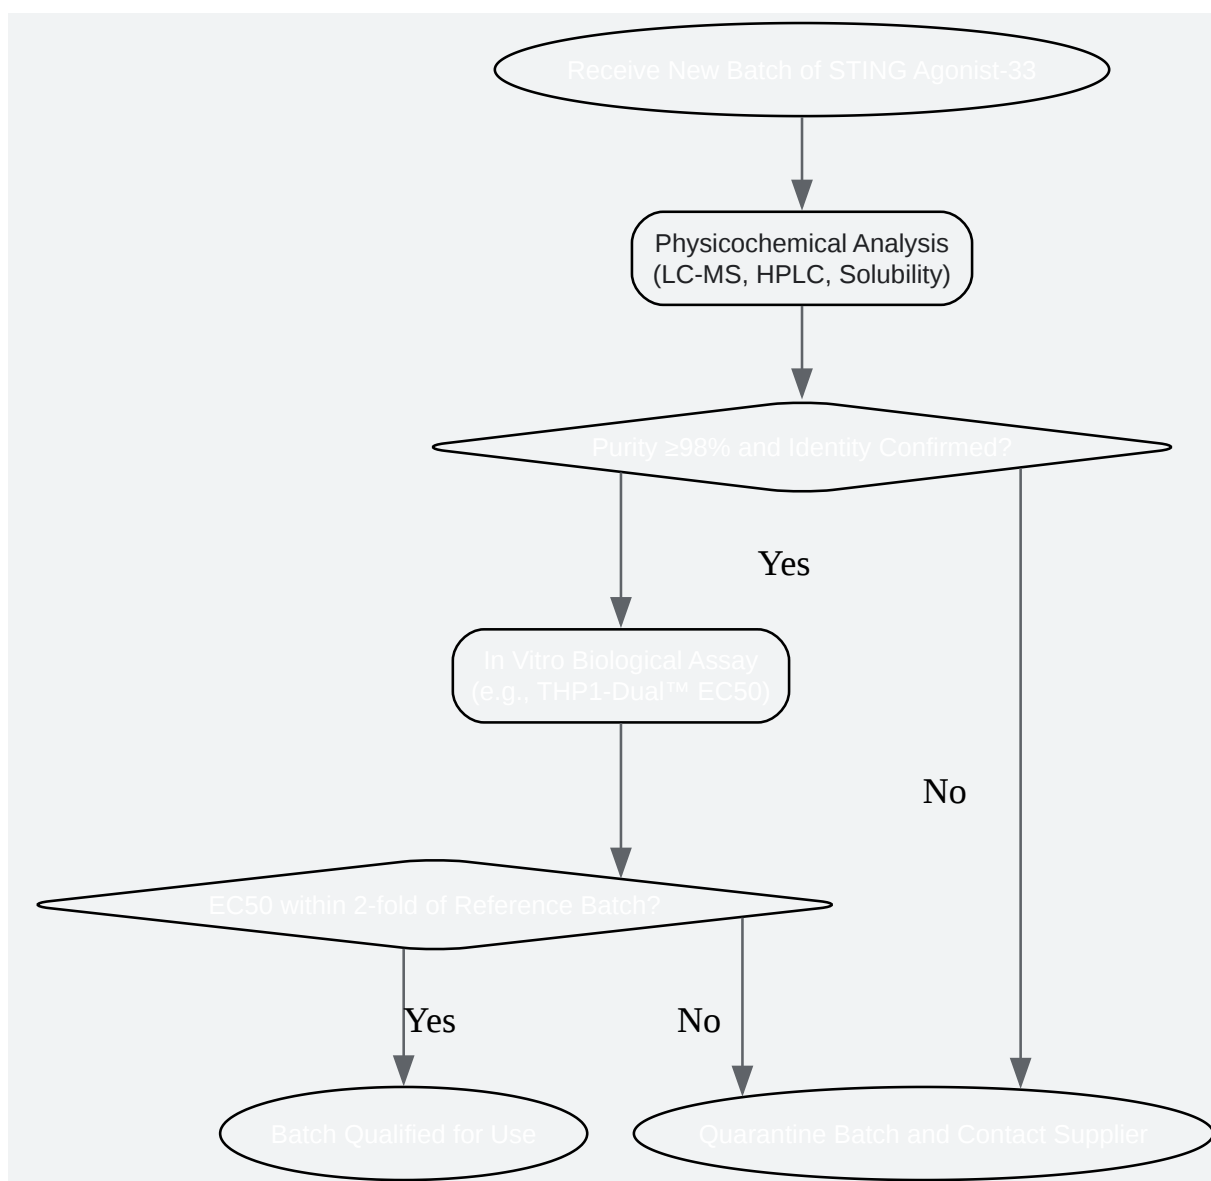 Receive New Batch of STING Agonist-33
Physicochemical Analysis
(LC-MS, HPLC, Solubility)
Purity ≥98% and Identity Confirmed?
Yes
In Vitro Biological Assay
(e.g., THP1-Dual™ EC50)
No
EC50 within 2-fold of Reference Batch?
Yes
No
Batch Qualified for Use
Quarantine Batch and Contact Supplier